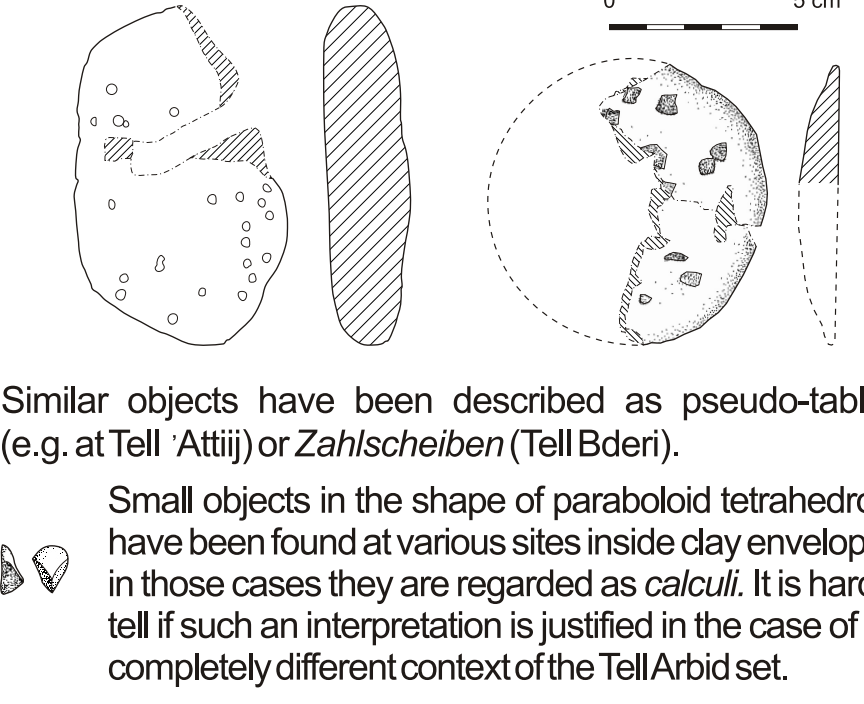 0 5 cm
Similar objects have been described as pseudo-tabl
(e.g. at Tell ’Attiij) or Zahlscheiben (Tell Bderi).
Small objects in the shape of paraboloid tetrahedro
have been found at various sites inside clay envelop
in those cases they are regarded as calculi. It is hard
tell if such an interpretation is justified in the case of
completely different context of the Tell Arbid set.